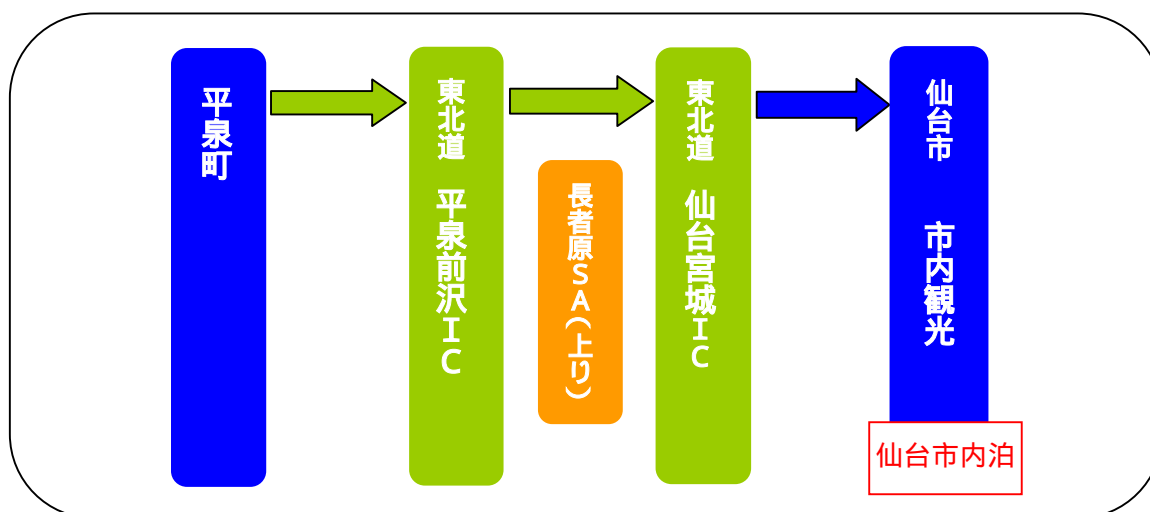 平泉町
東北道 平泉前沢ＩＣ
長者原ＳＡ(上り)
東北道 仙台宮城ＩＣ
仙台市 市内観光
仙台市内泊